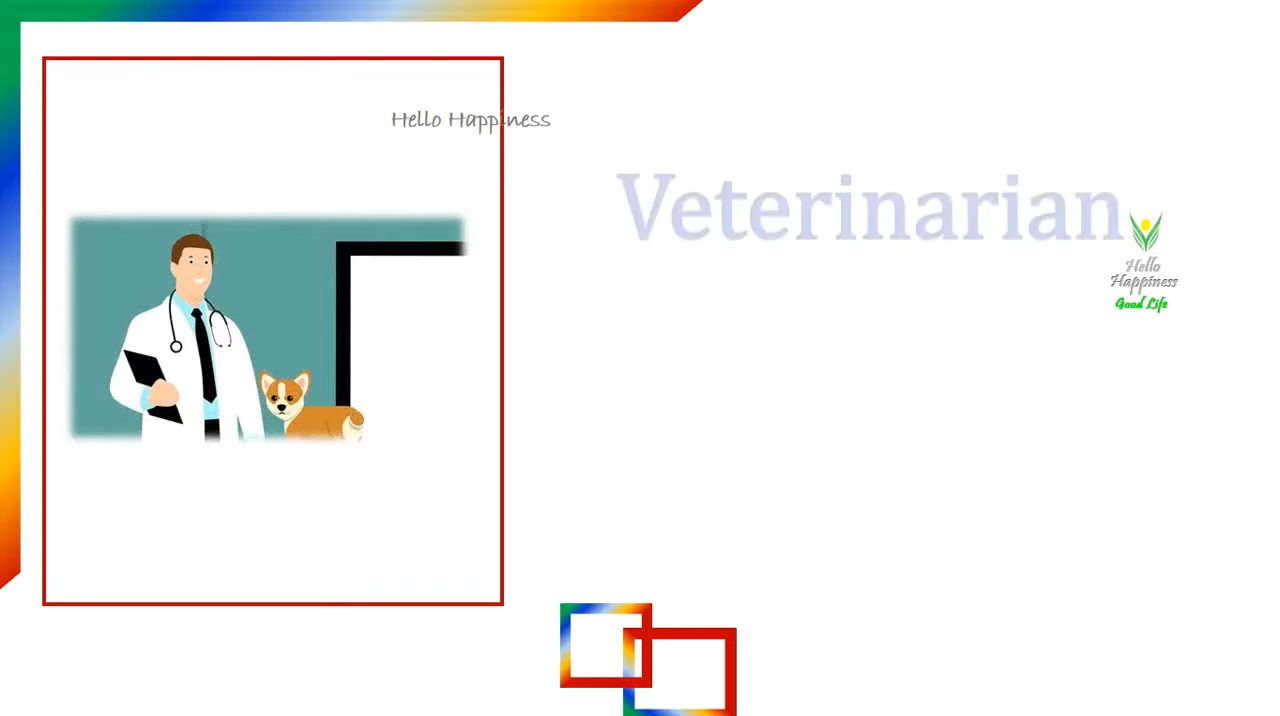 Hello Happiness
Veterinarian
Hello
Happiness
Good Life